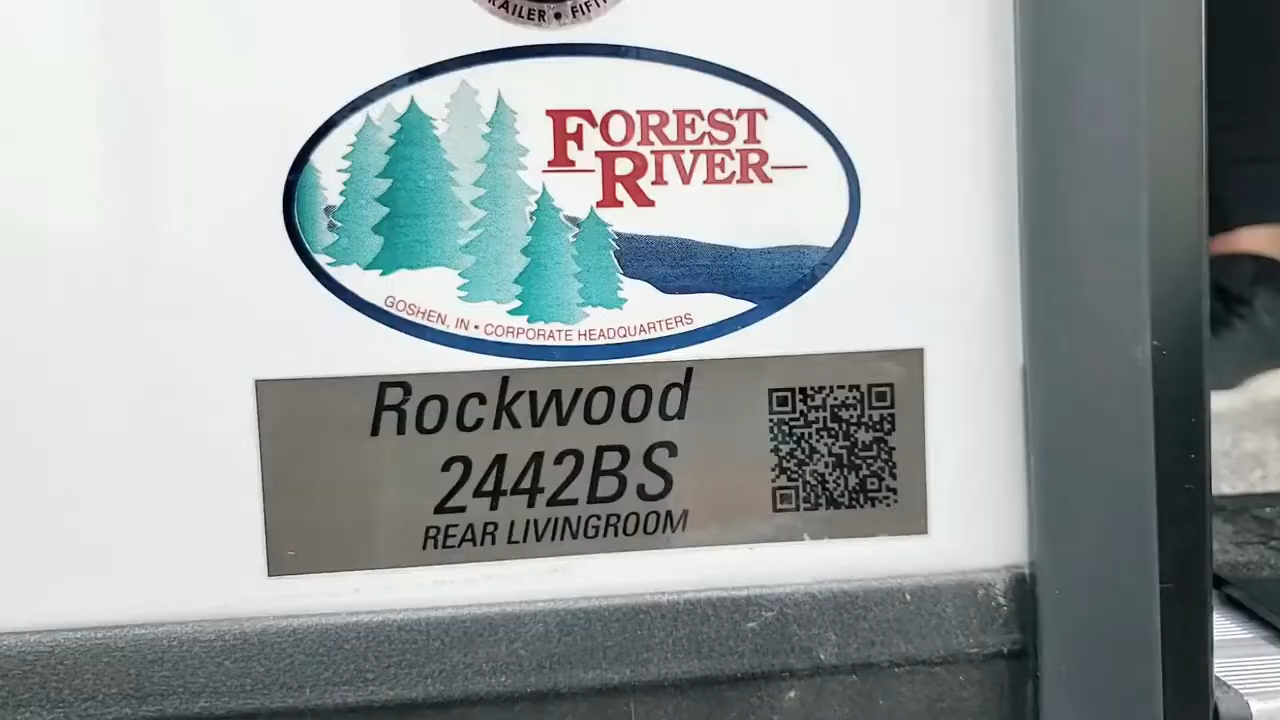 FOREST
RIVER
GOSHEN, IN • CORPORATE HEADQUARTERS
Rockwood
2442BS
REAR LIVINGROOM